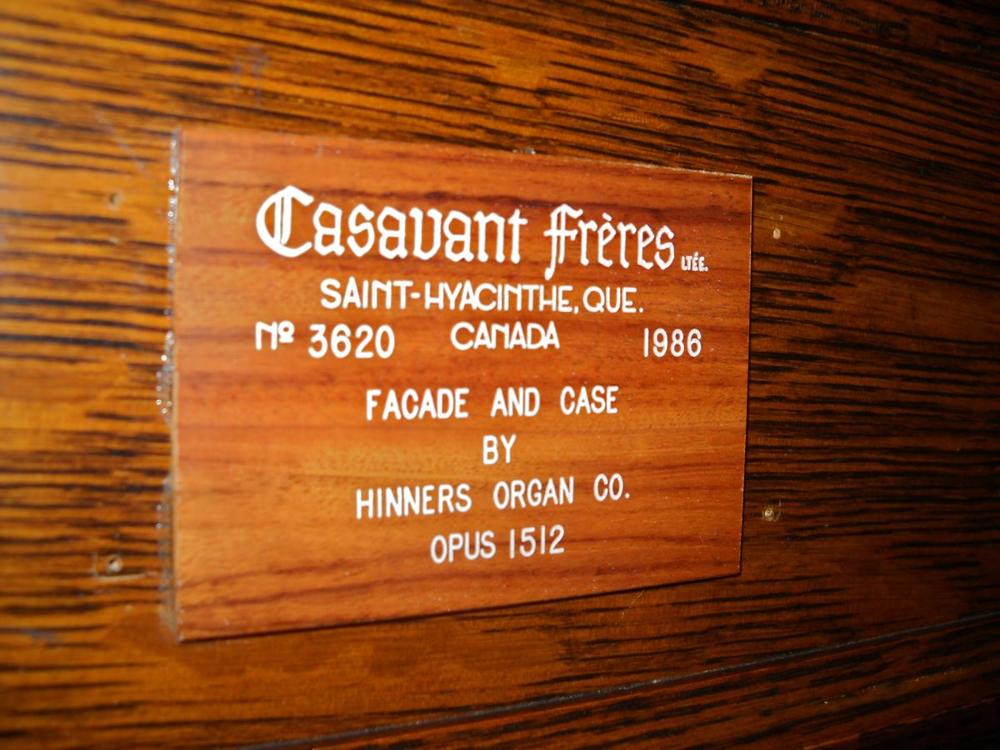 Casavant Frères LTÉE.
SAINT-HYACINTHE, QUE.
Nº 3620 CANADA 1986
FACADE AND CASE
BY
HINNERS ORGAN CO.
OPUS 1512